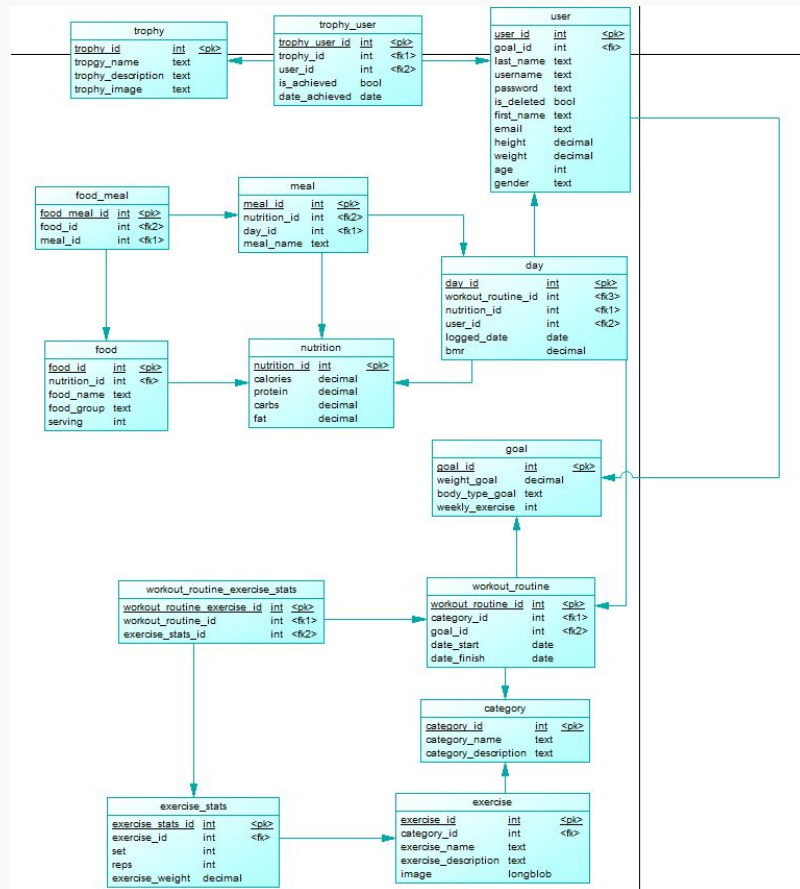 trophy
trophy_id int <pk>
tropgy_name text
trophy_description text
trophy_image text
trophy_user
trophy_user_id int <pk>
trophy_id int <fk1>
user_id int <fk2>
is_achieved bool
date_achieved date
user
user_id int <pk>
goal_id int <fk>
last_name text
username text
password text
is_deleted bool
first_name text
email text
height decimal
weight decimal
age int
gender text
food_meal
food_meal_id int <pk>
food_id int <fk2>
meal_id int <fk1>
meal
meal_id int <pk>
nutrition_id int <fk2>
day_id int <fk1>
meal_name text
day
day_id int <pk>
workout_routine_id int <fk3>
nutrition_id int <fk1>
user_id int <fk2>
logged_date date
bmr decimal
food
food_id int <pk>
nutrition_id int <fk>
food_name text
food_group text
serving int
nutrition
nutrition_id int <pk>
calories decimal
protein decimal
carbs decimal
fat decimal
goal
goal_id int <pk>
weight_goal decimal
body_type_goal text
weekly_exercise int
workout_routine_exercise_stats
workout_routine_exercise_id int <pk>
workout_routine_id int <fk1>
exercise_stats_id int <fk2>
workout_routine
workout_routine_id int <pk>
category_id int <fk1>
goal_id int <fk2>
date_start date
date_finish date
category
category_id int <pk>
category_name text
category_description text
exercise_stats
exercise_stats_id int <pk>
exercise_id int <fk>
set int
reps int
exercise_weight decimal
exercise
exercise_id int <pk>
category_id int <fk>
exercise_name text
exercise_description text
image longblob